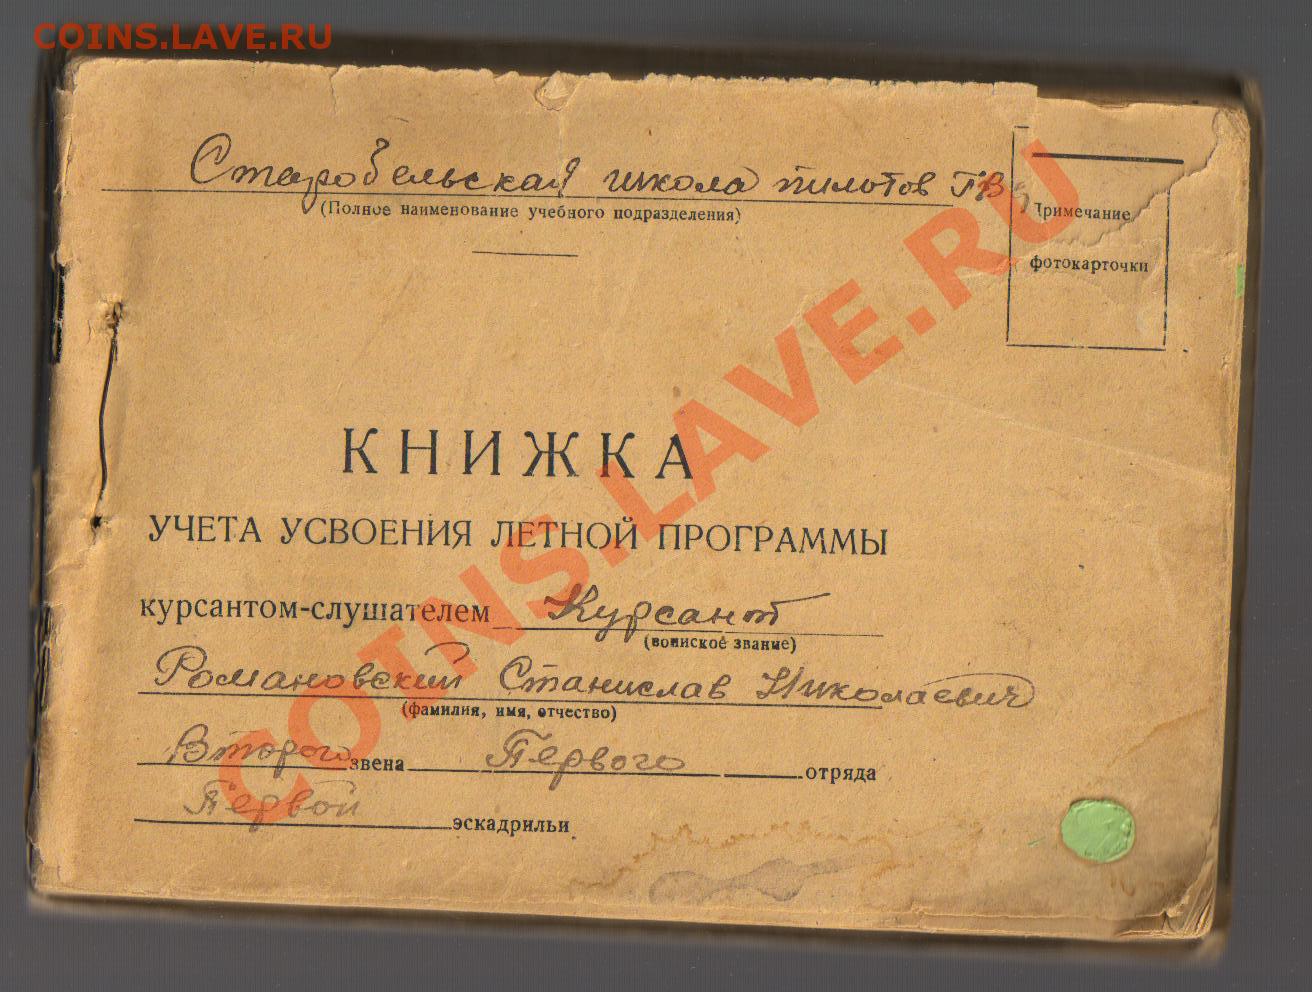 COINS.LAVE.RU
Старобельская школа пилотов ГВФ
(Полное наименование учебного подразделения)
Примечание
фотокарточки
COINS.LAVE.RU
КНИЖКА
УЧЕТА УСВОЕНИЯ ЛЕТНОЙ ПРОГРАММЫ
курсантом-слушателем Курсант
(воинское звание)
Романовский Станислав Николаевич
(фамилия, имя, отчество)
Второго звена Первого отряда
Первой эскадрильи